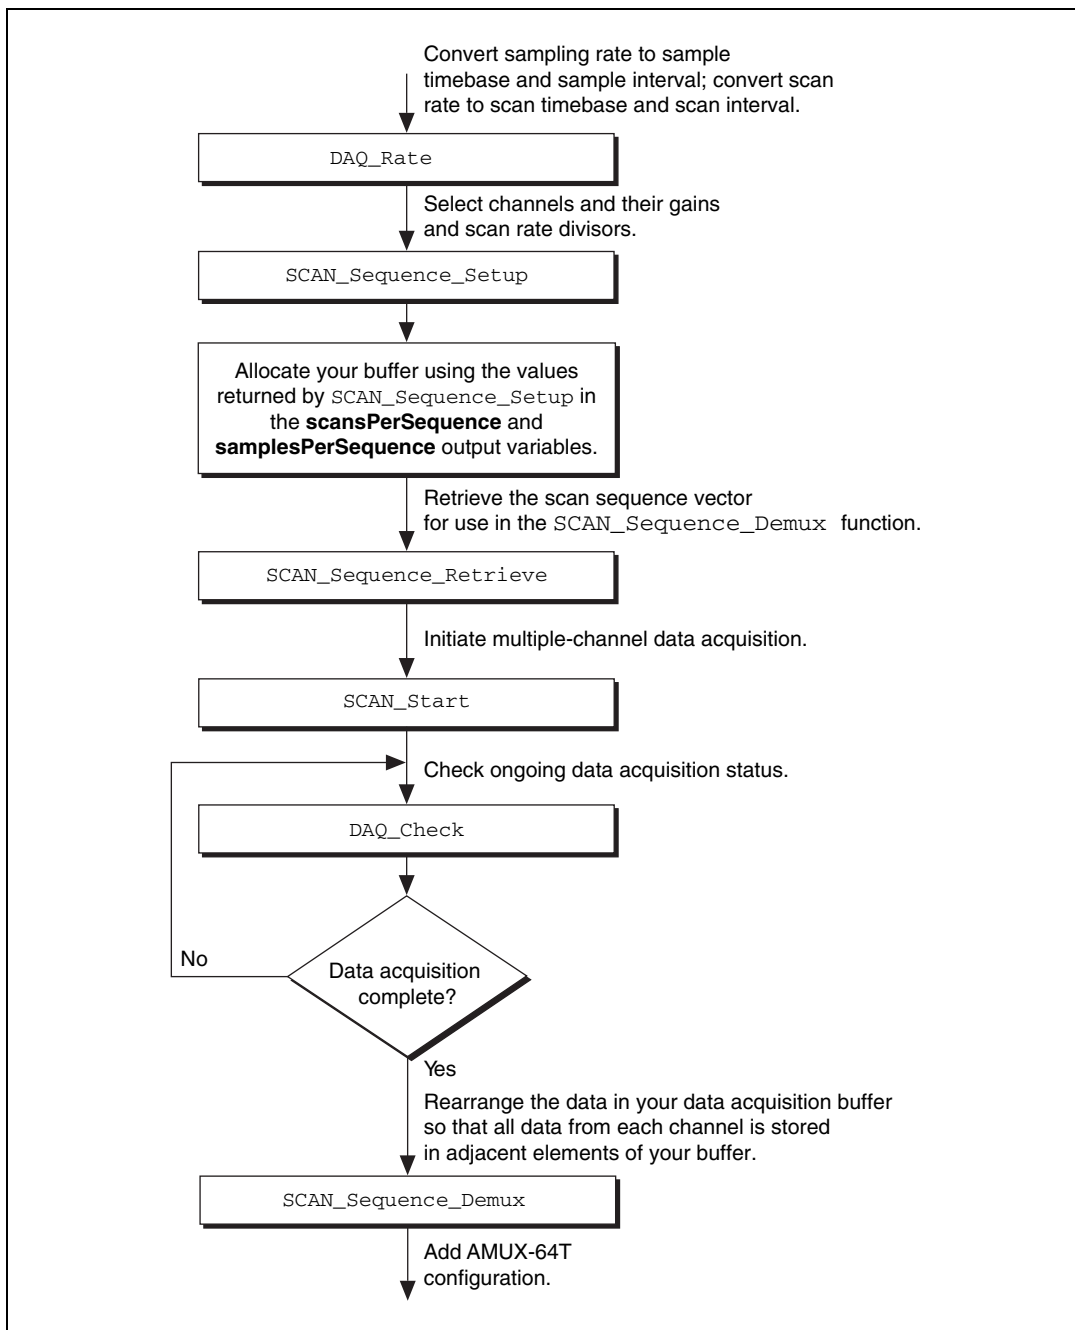 Convert sampling rate to sample
timebase and sample interval; convert scan
rate to scan timebase and scan interval.
DAQ_Rate
Select channels and their gains
and scan rate divisors.
SCAN_Sequence_Setup
Allocate your buffer using the values
returned by SCAN_Sequence_Setup in
the scansPerSequence and
samplesPerSequence output variables.
Retrieve the scan sequence vector
for use in the SCAN_Sequence_Demux function.
SCAN_Sequence_Retrieve
Initiate multiple-channel data acquisition.
SCAN_Start
Check ongoing data acquisition status.
DAQ_Check
No
Data acquisition
complete?
Yes
Rearrange the data in your data acquisition buffer
so that all data from each channel is stored
in adjacent elements of your buffer.
SCAN_Sequence_Demux
Add AMUX-64T
configuration.